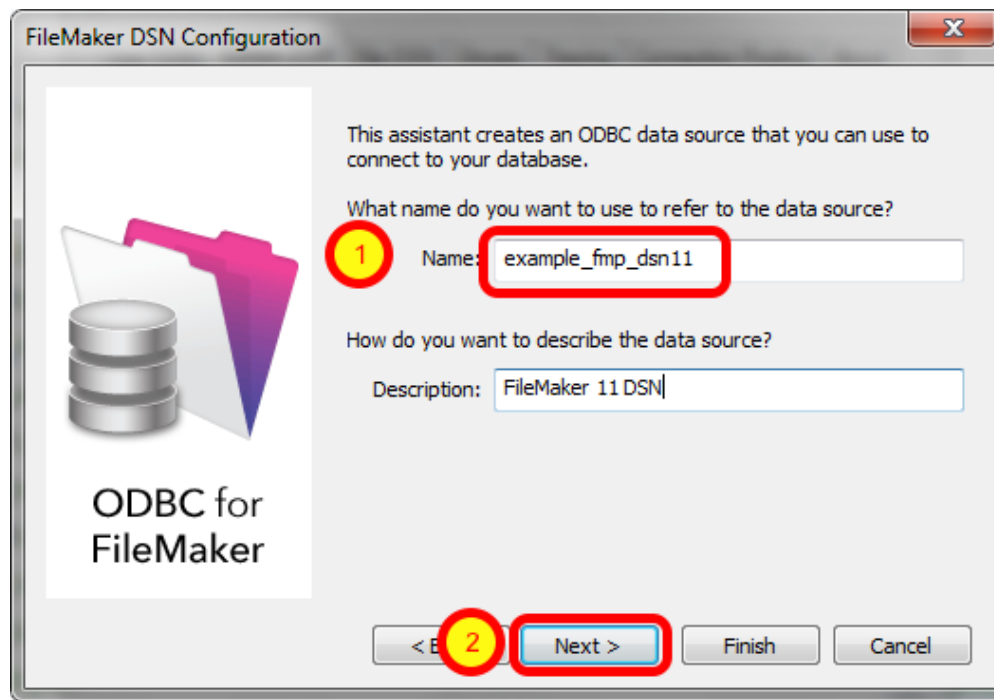 FileMaker DSN Configuration
This assistant creates an ODBC data source that you can use to
connect to your database.
What name do you want to use to refer to the data source?
1
Name: example_fmp_dsn11
How do you want to describe the data source?
Description: FileMaker 11 DSN
ODBC for
FileMaker
< 2 Next > Finish Cancel